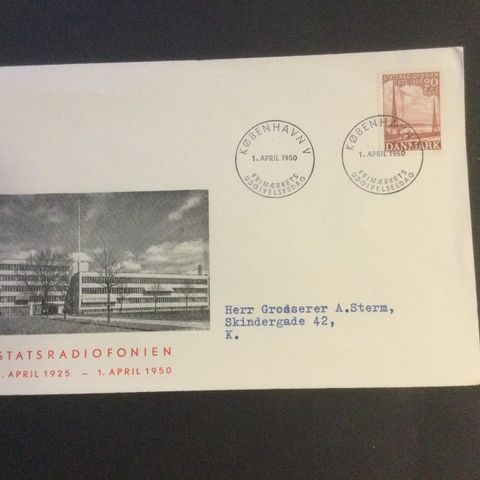 STATSRADIOFONIEN
20
DANMARK
KØBENHAVN V
1. APRIL 1950
FRIMÆRKETS
UDGIVELSESDAG
KØBENHAVN V
1. APRIL 1950
FRIMÆRKETS
UDGIVELSESDAG
Herr Grosserer A.Sterm,
Skindergade 42,
K.
STATSRADIOFONIEN
. APRIL 1925 — 1. APRIL 1950